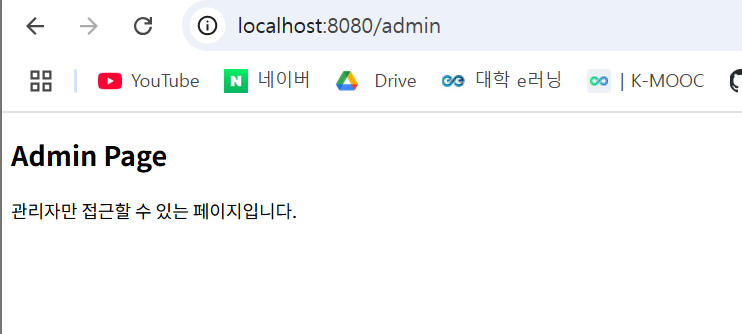 localhost:8080/admin
YouTube 네이버 Drive 대학 e러닝 | K-MOOC
Admin Page
관리자만 접근할 수 있는 페이지입니다.